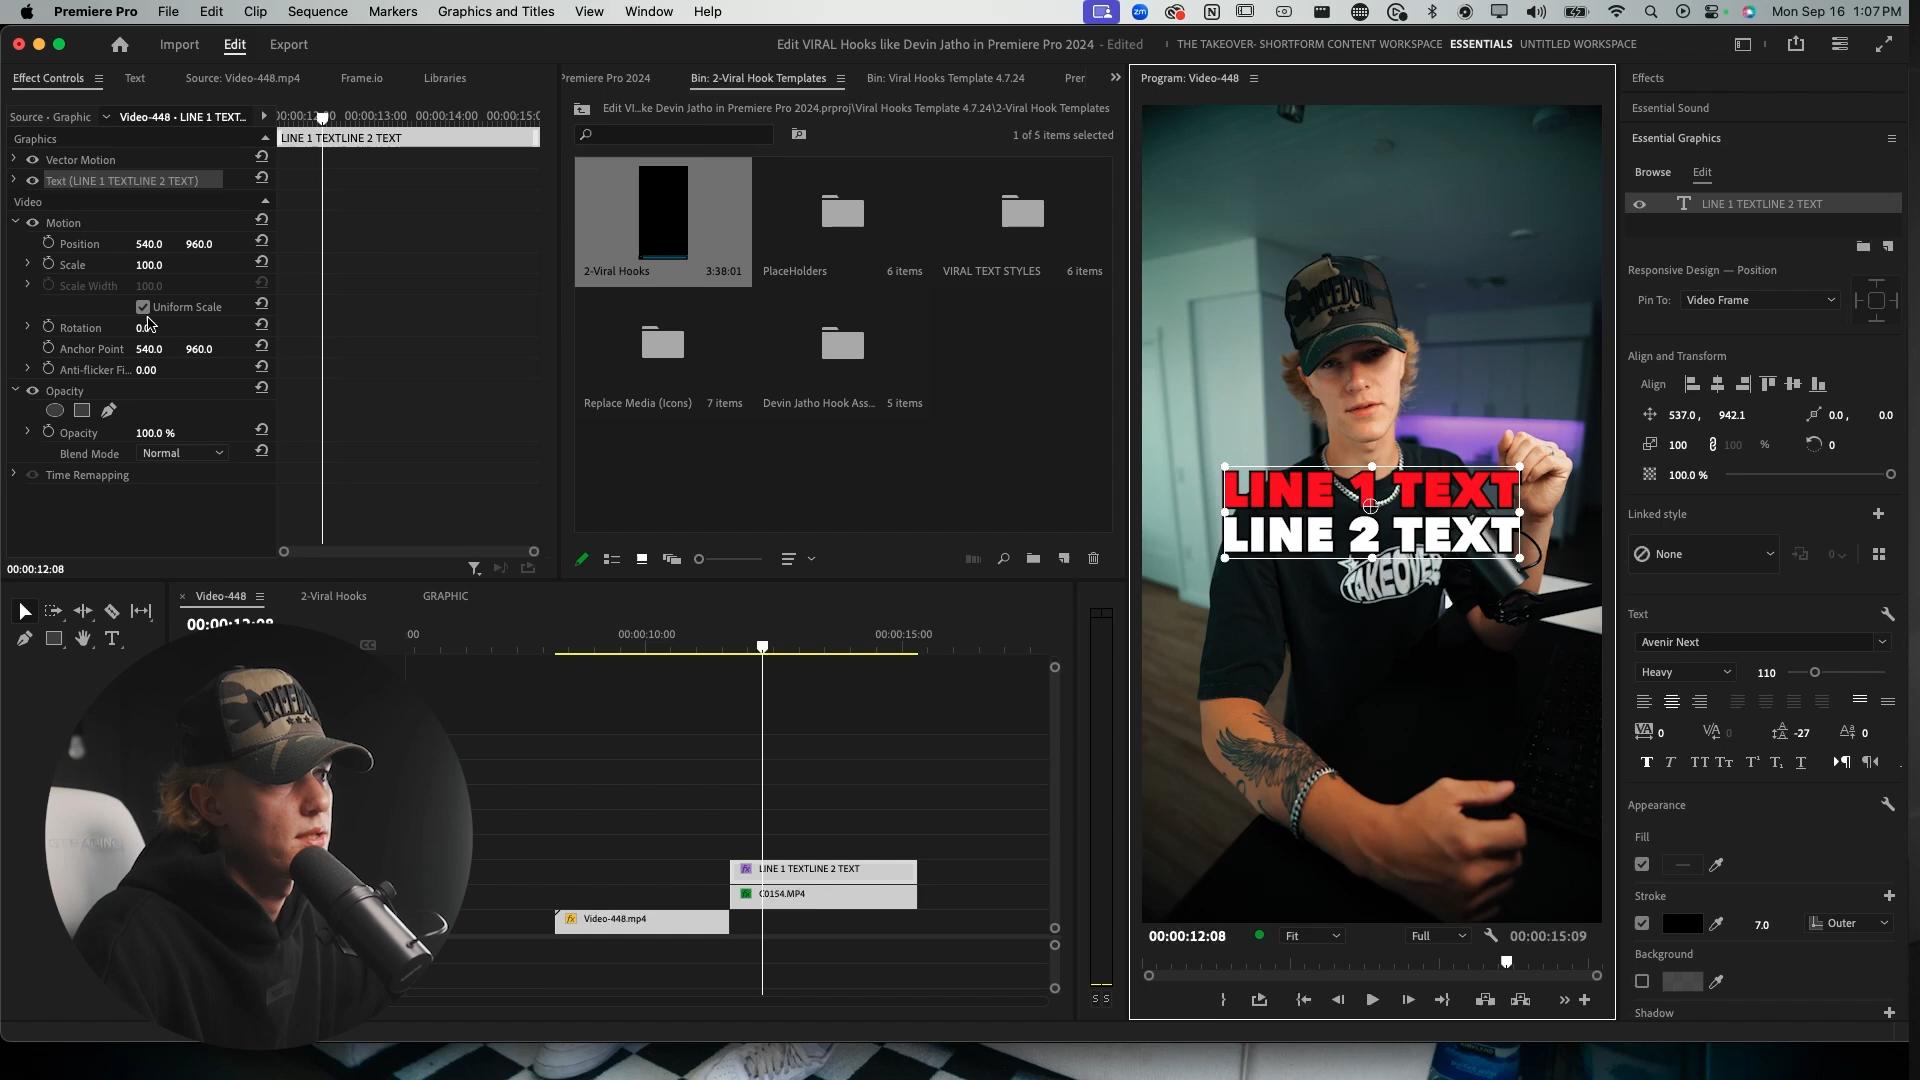 Premiere Pro File Edit Clip Sequence Markers Graphics and Titles View Window Help
zm
Mon Sep 16 1:07 PM
Import Edit Export
Edit VIRAL Hooks like Devin Jatho in Premiere Pro 2024 - Edited
THE TAKEOVER- SHORTFORM CONTENT WORKSPACE ESSENTIALS UNTITLED WORKSPACE
Effect Controls Text Source: Video-448.mp4 Frame.io Libraries
Source • Graphic Video-448 • LINE 1 TEXT...
00:00:13:00 00:00:14:00
Graphics
LINE 1 TEXTLINE 2 TEXT
Vector Motion
Text (LINE 1 TEXTLINE 2 TEXT)
Video
Motion
Position 540.0 960.0
Scale 100.0
Scale Width 100.0
Uniform Scale
Rotation
Anchor Point 540.0 960.0
Anti-flicker Fi... 0.00
Opacity
Opacity 100.0 %
Blend Mode Normal
Time Remapping
00:00:12:08
Premiere Pro 2024 Bin: 2-Viral Hook Templates Bin: Viral Hooks Template 4.7.24 Prer
Edit VI...ke Devin Jatho in Premiere Pro 2024.prproj\Viral Hooks Template 4.7.24\2-Viral Hook Templates
1 of 5 items selected
2-Viral Hooks 3:38:01
PlaceHolders 6 items
VIRAL TEXT STYLES 6 items
Replace Media (Icons) 7 items
Devin Jatho Hook Ass... 5 items
Video-448 2-Viral Hooks GRAPHIC
00:00:12:08
:00 00:00:10:00 00:00:15:00
LINE 1 TEXTLINE 2 TEXT
C0154.MP4
Video-448.mp4
S S
FREEDOM
Program: Video-448
FREEDOM
LINE 1 TEXT
LINE 2 TEXT
TAKEOVER
00:00:12:08 Fit Full 00:00:15:09
Effects
Essential Sound
Essential Graphics
Browse Edit
LINE 1 TEXTLINE 2 TEXT
Responsive Design — Position
Pin To: Video Frame
Align and Transform
Align
537.0 , 942.1 0.0 , 0.0
100 100 % 0
100.0 %
Linked style
None 0
Text
Avenir Next
Heavy 110
0 0 -27 0
Appearance
Fill
Stroke
7.0 Outer
Background
Shadow